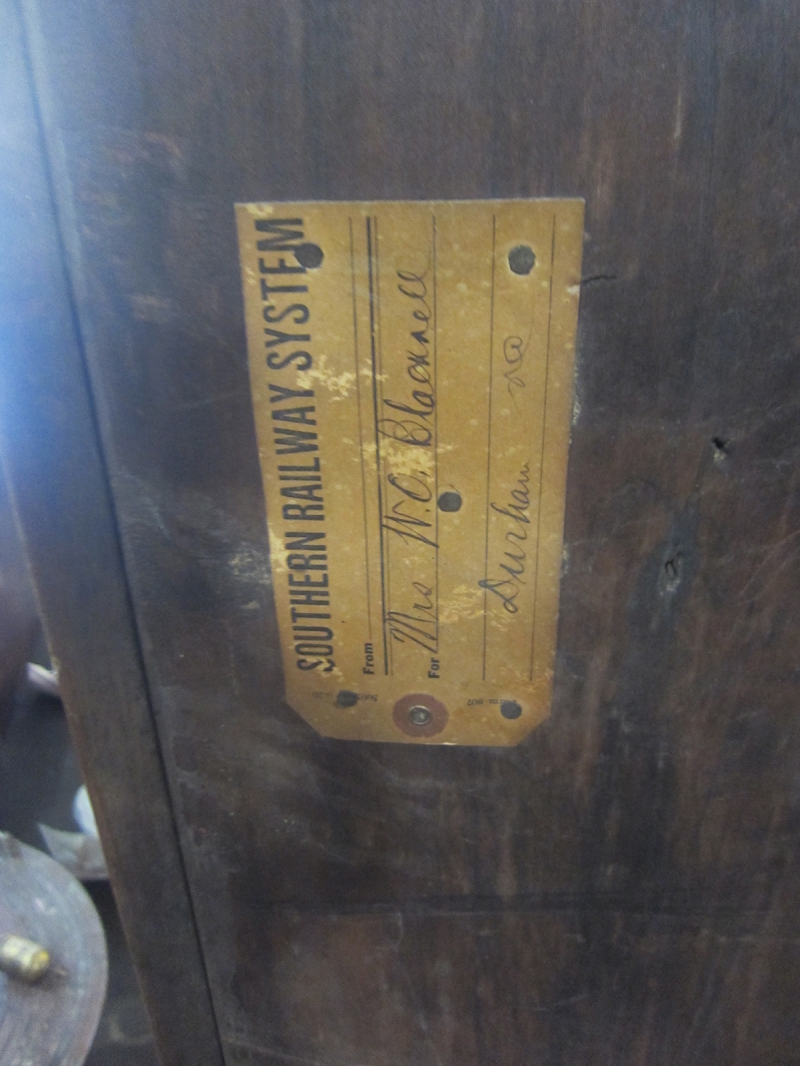 SOUTHERN RAILWAY SYSTEM
From
For Mrs W.C. Blacknell
Durham